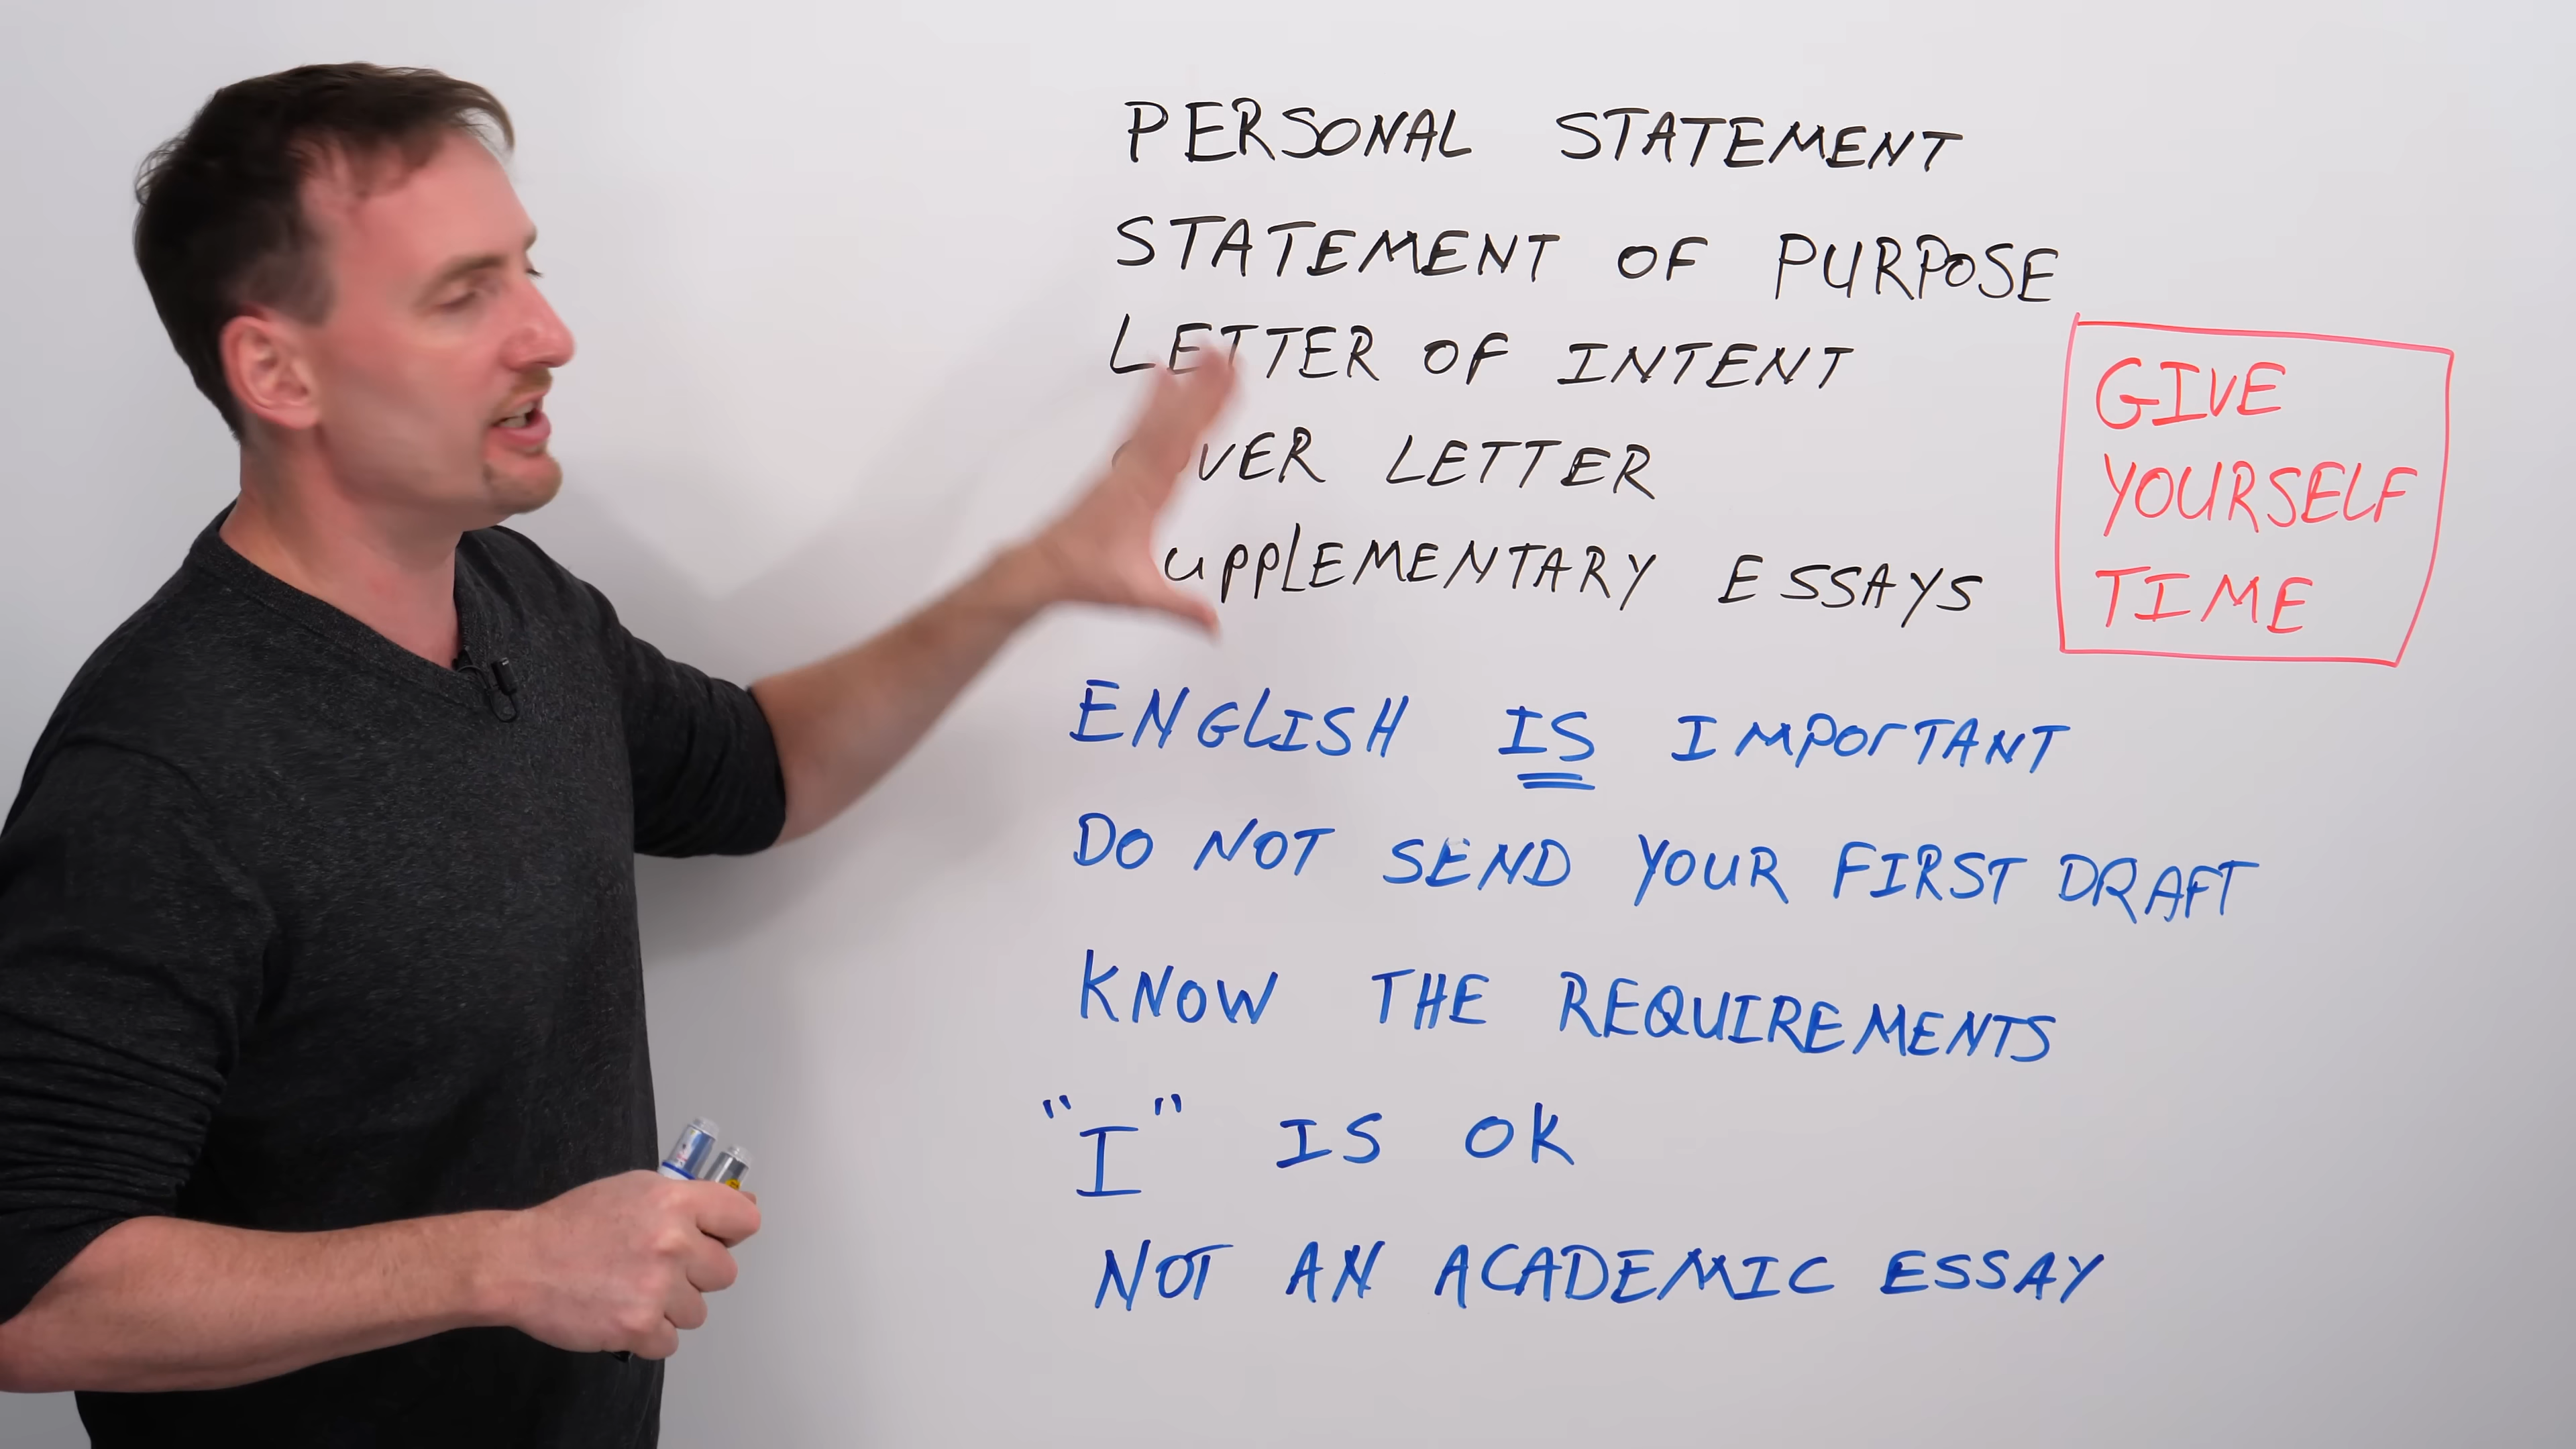 PERSONAL STATEMENT
STATEMENT OF PURPOSE
LETTER OF INTENT
LETTER
ESSAYS
GIVE
YOURSELF
TIME
ENGLISH IS IMPORTANT
DO NOT SEND YOUR FIRST DRAFT
KNOW THE REQUIREMENTS
"I" IS OK
NOT AN ACADEMIC ESSAY